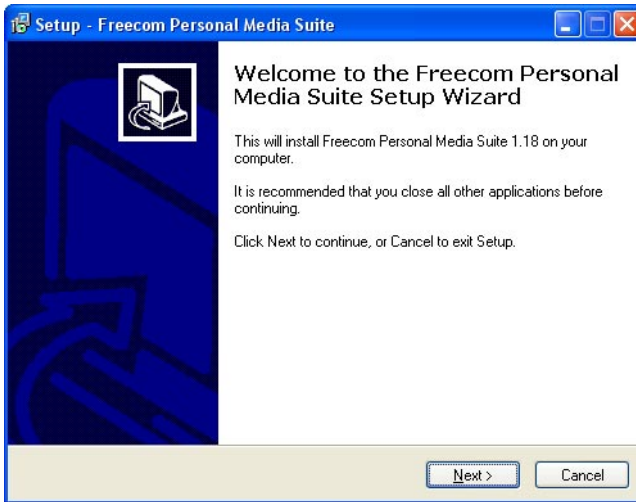 Setup - Freecom Personal Media Suite
Welcome to the Freecom Personal
Media Suite Setup Wizard
This will install Freecom Personal Media Suite 1.18 on your
computer.
It is recommended that you close all other applications before
continuing.
Click Next to continue, or Cancel to exit Setup.
Next >
Cancel